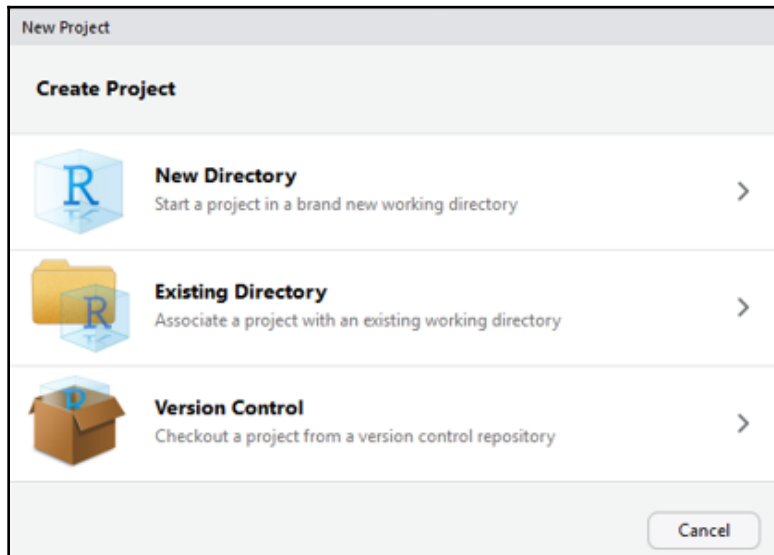 New Project
Create Project
R
New Directory
Start a project in a brand new working directory
R
Existing Directory
Associate a project with an existing working directory
R
Version Control
Checkout a project from a version control repository
Cancel